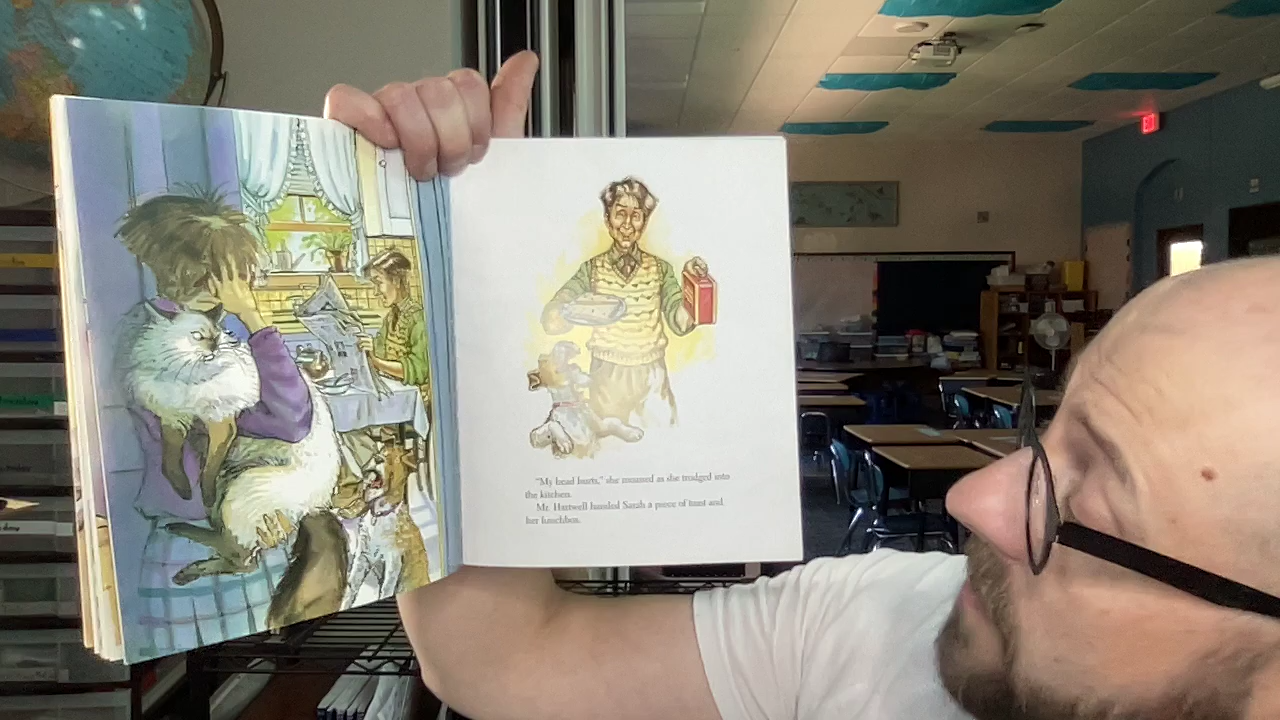 "My head hurts," she moaned as she trudged into
the kitchen.
Mr. Hartwell handed Sarah a piece of toast and
her lunchbox.